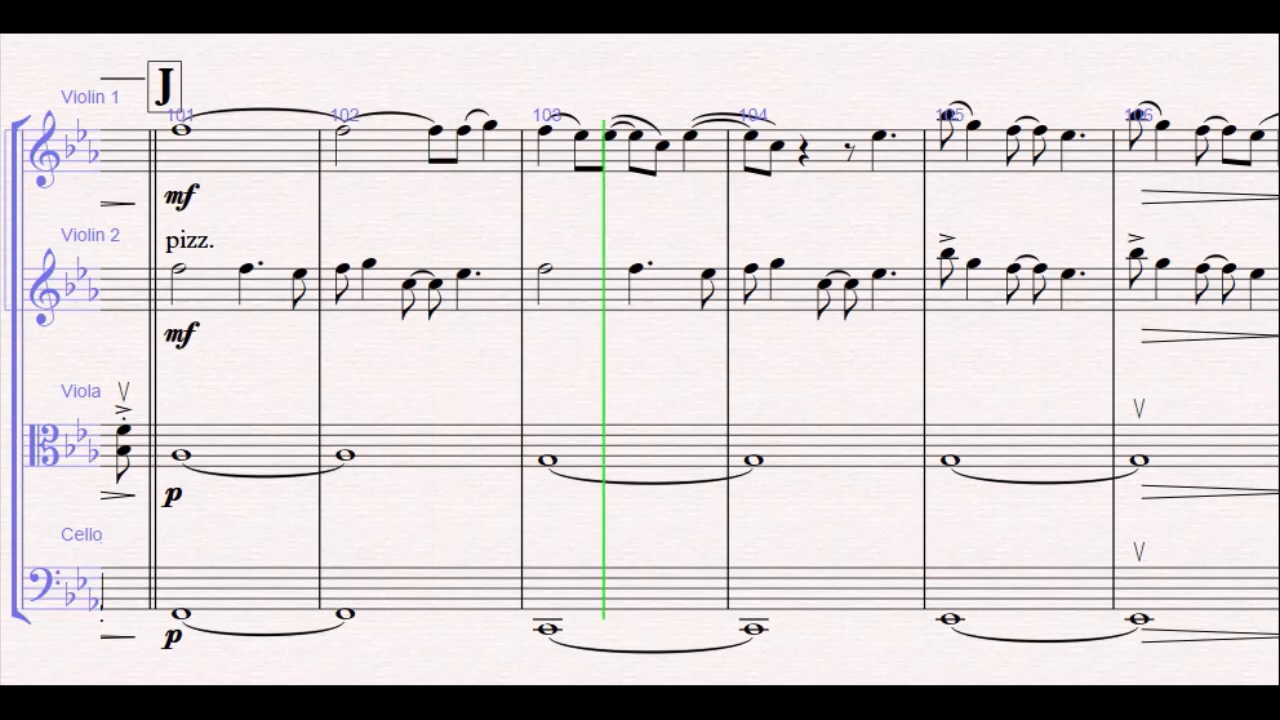 J
Violin 1
101 102 103 104 105 106
mf
pizz.
Violin 2
mf
Viola
p
Cello
p